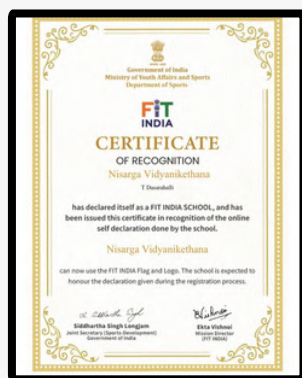 Government of India
Ministry of Youth Affairs and Sports
Department of Sports
FiT
INDIA
CERTIFICATE
OF RECOGNITION
Nisarga Vidyanikethana
T Dasarahalli
has declared itself as a FIT INDIA SCHOOL, and has
been issued this certificate in recognition of the online
self declaration done by the school.
Nisarga Vidyanikethana
can now use the FIT INDIA Flag and Logo. The school is expected to
honour the declaration given during the registration process.
Siddhartha Singh Longjam
Joint Secretary (Sports Development)
Government of India.
Ekta Vishnoi
Mission Director
(FIT INDIA)